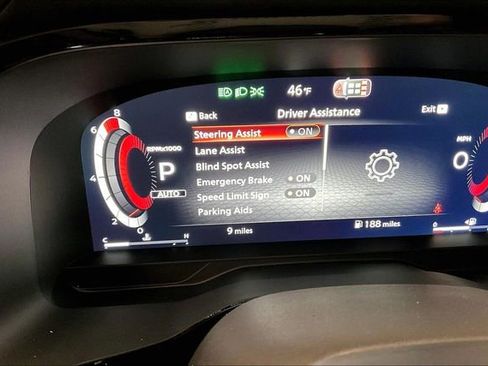 46°F
Back
Driver Assistance
Exit
Steering Assist ON
Lane Assist
Blind Spot Assist
Emergency Brake ON
Speed Limit Sign ON
Parking Aids
8
6
4
2
0
RPMx1000
P
AUTO
MPH
0
C H
9 miles
188 miles